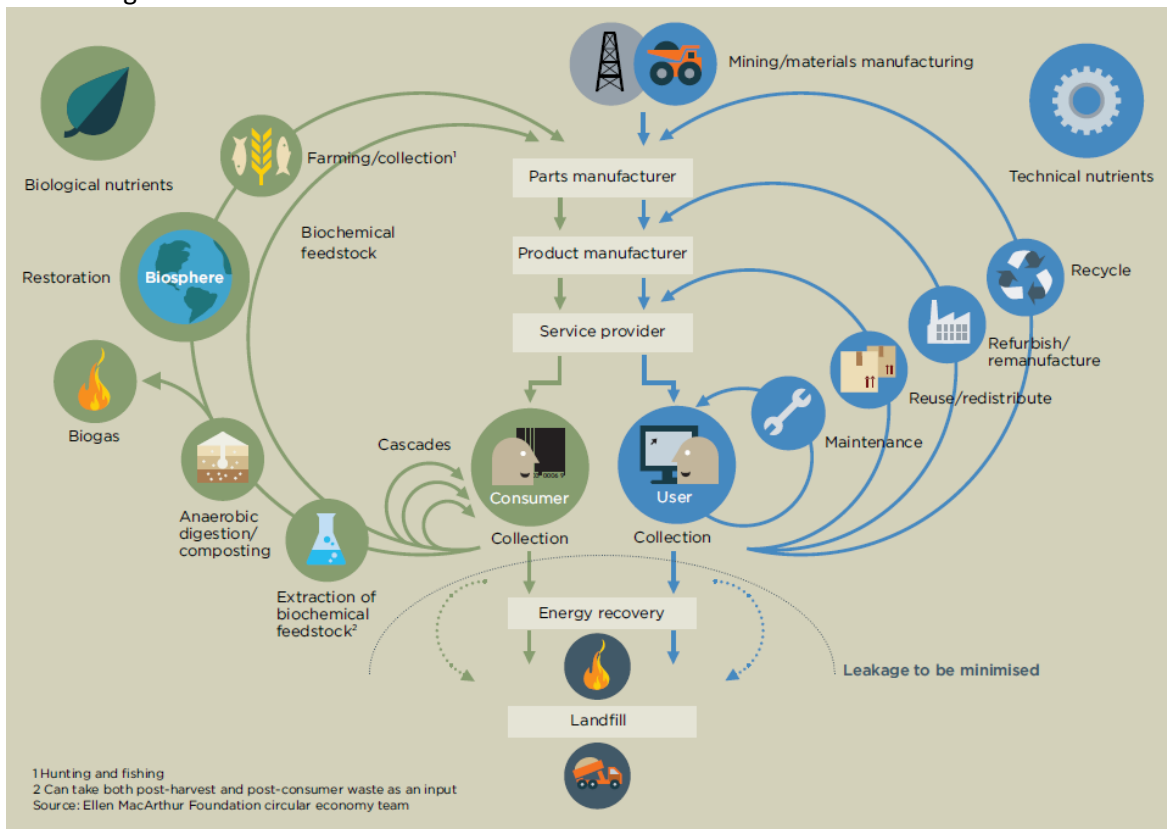 Mining/materials manufacturing
Biological nutrients
Farming/collection¹
Technical nutrients
Parts manufacturer
Biochemical
feedstock
Product manufacturer
Restoration
Biosphere
Recycle
Service provider
Refurbish/
remanufacture
Reuse/redistribute
Biogas
Cascades
Maintenance
Consumer
User
Anaerobic
digestion/
composting
Collection
Collection
Extraction of
biochemical
feedstock²
Energy recovery
Leakage to be minimised
Landfill
1 Hunting and fishing
2 Can take both post-harvest and post-consumer waste as an input
Source: Ellen MacArthur Foundation circular economy team